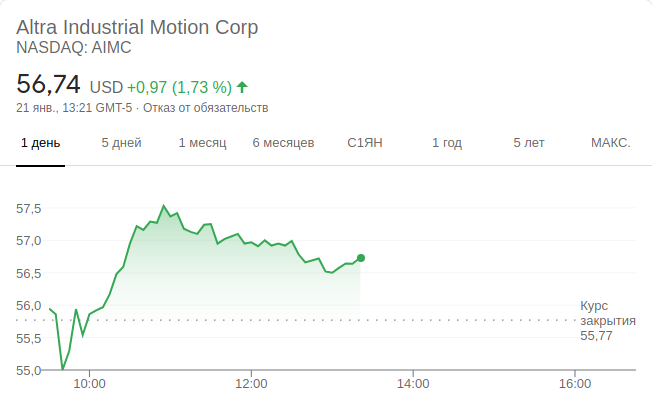 Altra Industrial Motion Corp
NASDAQ: AIMC
56,74 USD +0,97 (1,73 %)
21 янв., 13:21 GMT-5 · Отказ от обязательств
1 день 5 дней 1 месяц 6 месяцев С1ЯН 1 год 5 лет МАКС.
57,5
57,0
56,5
56,0
55,5
55,0
Курс
закрытия
55,77
10:00 12:00 14:00 16:00